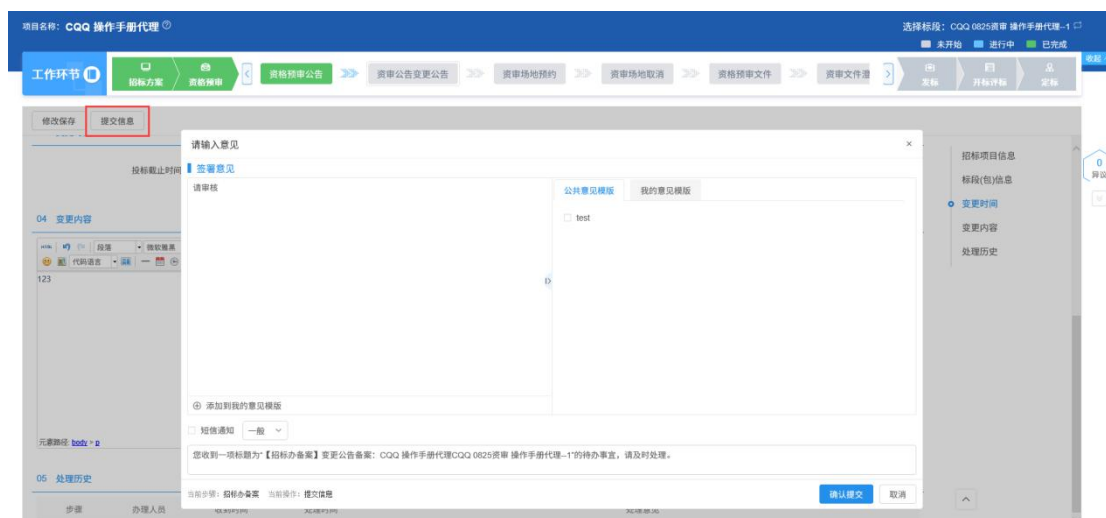 项目名称: CQQ 操作手册代理
选择标段: CQQ 0825资审 操作手册代理--1
未开始 进行中 已完成
收起
工作环节
招标方案
资格预审
资格预审公告
资审公告变更公告
资审场地预约
资审场地取消
资格预审文件
资审文件澄
发标
开标评标
定标
修改保存
提交信息
投标截止时间
04 变更内容
段落
微软雅黑
代码语言
123
元素路径: body > p
05 处理历史
步骤
办理人员
收到时间
处理时间
处理意见
请输入意见
签署意见
请审核
公共意见模版
我的意见模版
test
添加到我的意见模版
短信通知
一般
您收到一项标题为“【招标办备案】变更公告备案: CQQ 操作手册代理CQQ 0825资审 操作手册代理--1”的待办事宜，请及时处理。
当前步骤: 招标办备案 当前操作: 提交信息
确认提交
取消
招标项目信息
标段(包)信息
变更时间
变更内容
处理历史
0